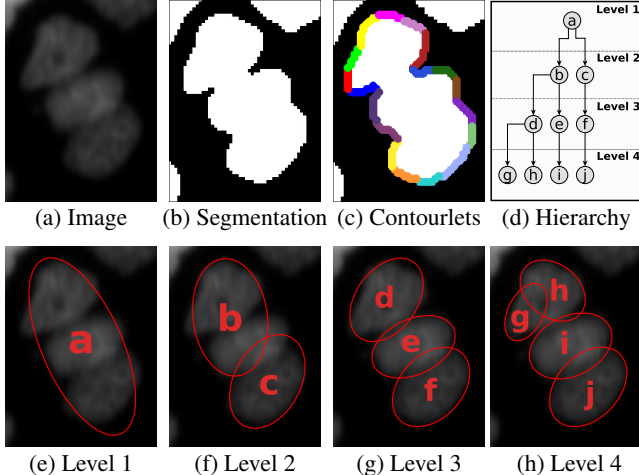 Level 1
a
Level 2
b c
Level 3
d e f
Level 4
g h i j
(a) Image (b) Segmentation (c) Contourlets (d) Hierarchy
a
b
c
d
e
f
h
g
i
j
(e) Level 1 (f) Level 2 (g) Level 3 (h) Level 4